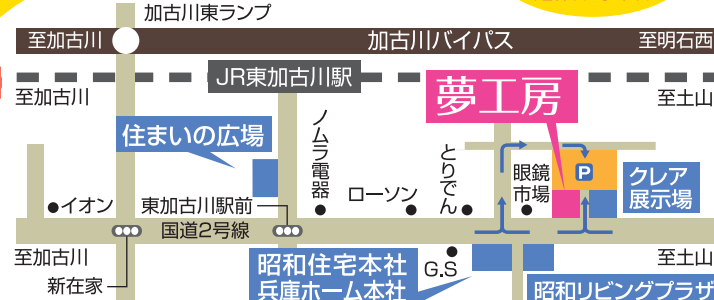 加古川東ランプ
至加古川
加古川バイパス
至明石西
JR東加古川駅
至加古川
夢工房
至土山
住まいの広場
ノムラ電器
とりでん
眼鏡
市場
P
クレア
展示場
ローソン
イオン
東加古川駅前
国道2号線
至加古川
至土山
新在家
昭和住宅本社
兵庫ホーム本社
G.S
昭和リビングプラザ